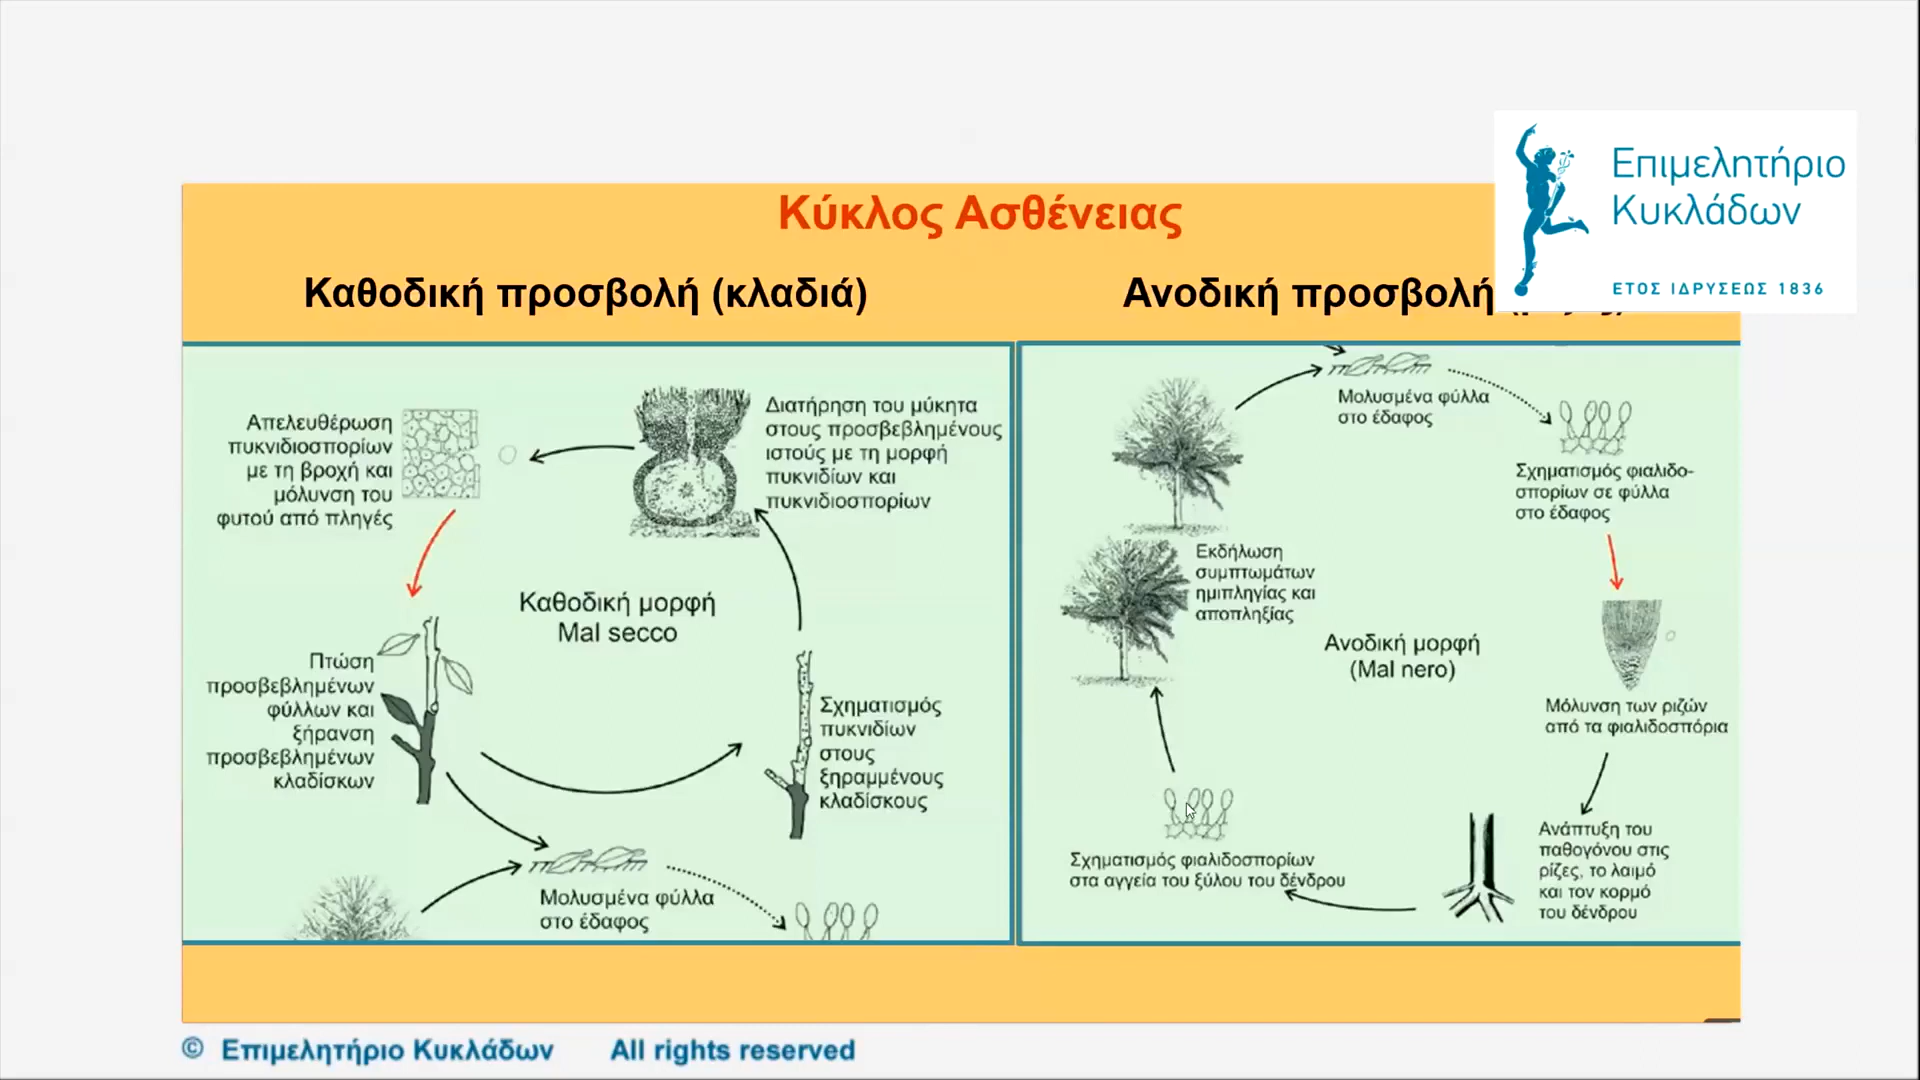 Επιμελητήριο
Κυκλάδων
ΕΤΟΣ ΙΔΡΥΣΕΩΣ 1836
Κύκλος Ασθένειας
Καθοδική προσβολή (κλαδιά)
Ανοδική προσβολή
Απελευθέρωση
πυκνιδιοσπορίων
με τη βροχή και
μόλυνση του
φυτού από πληγές
Διατήρηση του μύκητα
στους προσβεβλημένους
ιστούς με τη μορφή
πυκνιδίων και
πυκνιδιοσπορίων
Καθοδική μορφή
Mal secco
Πτώση
προσβεβλημένων
φύλλων και
ξήρανση
προσβεβλημένων
κλαδίσκων
Σχηματισμός
πυκνιδίων
στους
ξηραμμένους
κλαδίσκους
Μολυσμένα φύλλα
στο έδαφος
Μολυσμένα φύλλα
στο έδαφος
Σχηματισμός φιαλιδο-
σπορίων σε φύλλα
στο έδαφος
Εκδήλωση
συμπτωμάτων
ημιπληγίας και
αποπληξίας
Ανοδική μορφή
(Mal nero)
Μόλυνση των ριζών
από τα φιαλιδοσπόρια
Ανάπτυξη του
παθογόνου στις
ρίζες, το λαιμό
και τον κορμό
του δένδρου
Σχηματισμός φιαλιδοσπορίων
στα αγγεία του ξύλου του δένδρου
© Επιμελητήριο Κυκλάδων All rights reserved